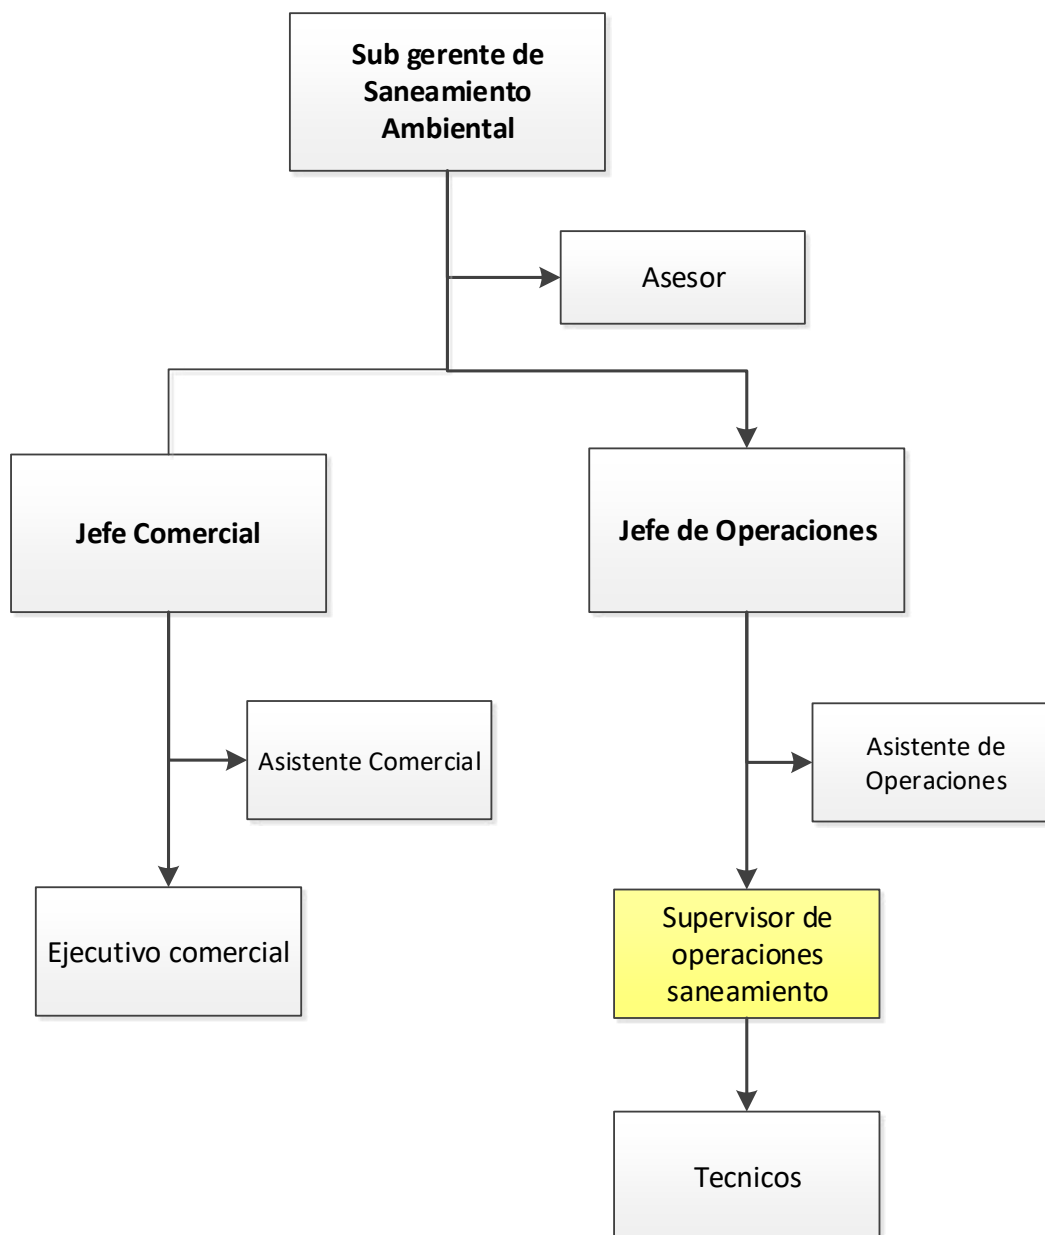 Sub gerente de
Saneamiento
Ambiental
Asesor
Jefe Comercial
Jefe de Operaciones
Asistente Comercial
Asistente de
Operaciones
Ejecutivo comercial
Supervisor de
operaciones
saneamiento
Tecnicos